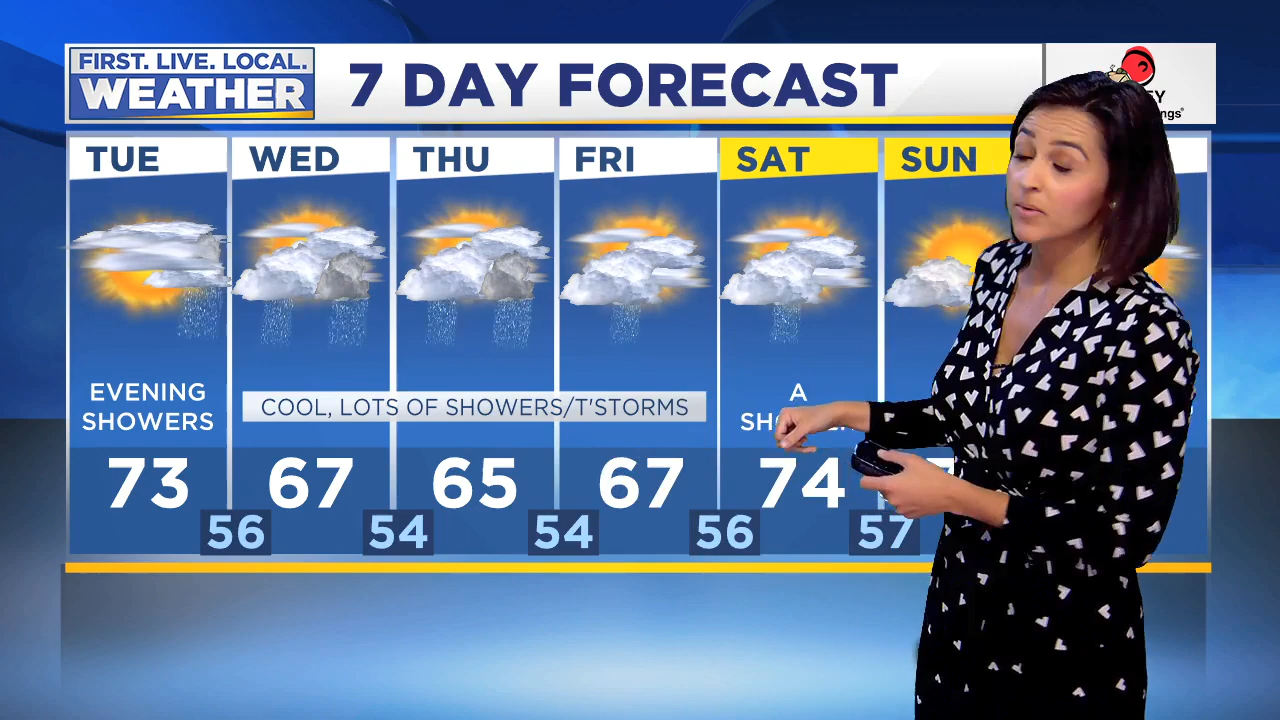 FIRST. LIVE. LOCAL.
WEATHER
7 DAY FORECAST
TUE
WED
THU
FRI
SAT
SUN
EVENING
SHOWERS
COOL, LOTS OF SHOWERS/T'STORMS
A
73
67
65
67
74
56
54
54
56
57